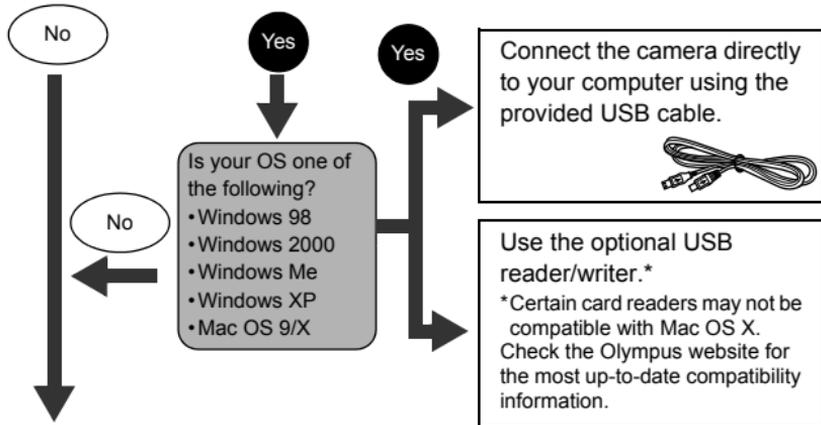 No
Yes
Yes
Connect the camera directly
to your computer using the
provided USB cable.
Is your OS one of
the following?
•Windows 98
•Windows 2000
•Windows Me
•Windows XP
•Mac OS 9/X
No
Use the optional USB
reader/writer.*
*Certain card readers may not be
compatible with Mac OS X.
Check the Olympus website for
the most up-to-date compatibility
information.